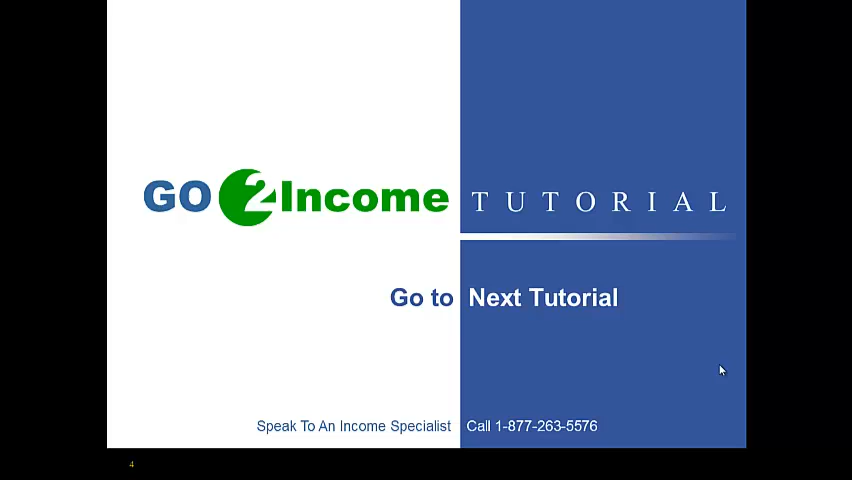 GO2Income TUTORIAL
Go to Next Tutorial
Speak To An Income Specialist Call 1-877-263-5576
4